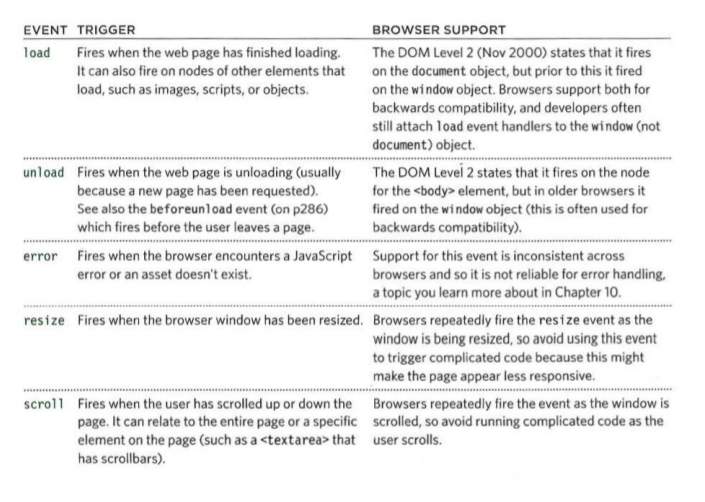 EVENT TRIGGER BROWSER SUPPORT
load Fires when the web page has finished loading.
It can also fire on nodes of other elements that
load, such as images, scripts, or objects.
The DOM Level 2 (Nov 2000) states that it fires
on the document object, but prior to this it fired
on the window object. Browsers support both for
backwards compatibility, and developers often
still attach load event handlers to the window (not
document) object.
unload Fires when the web page is unloading (usually
because a new page has been requested).
See also the beforeunload event (on p286)
which fires before the user leaves a page.
The DOM Level 2 states that it fires on the node
for the <body> element, but in older browsers it
fired on the window object (this is often used for
backwards compatibility).
error Fires when the browser encounters a JavaScript
error or an asset doesn't exist.
Support for this event is inconsistent across
browsers and so it is not reliable for error handling,
a topic you learn more about in Chapter 10.
resize Fires when the browser window has been resized.
Browsers repeatedly fire the resize event as the
window is being resized, so avoid using this event
to trigger complicated code because this might
make the page appear less responsive.
scroll Fires when the user has scrolled up or down the
page. It can relate to the entire page or a specific
element on the page (such as a <textarea> that
has scrollbars).
Browsers repeatedly fire the event as the window is
scrolled, so avoid running complicated code as the
user scrolls.